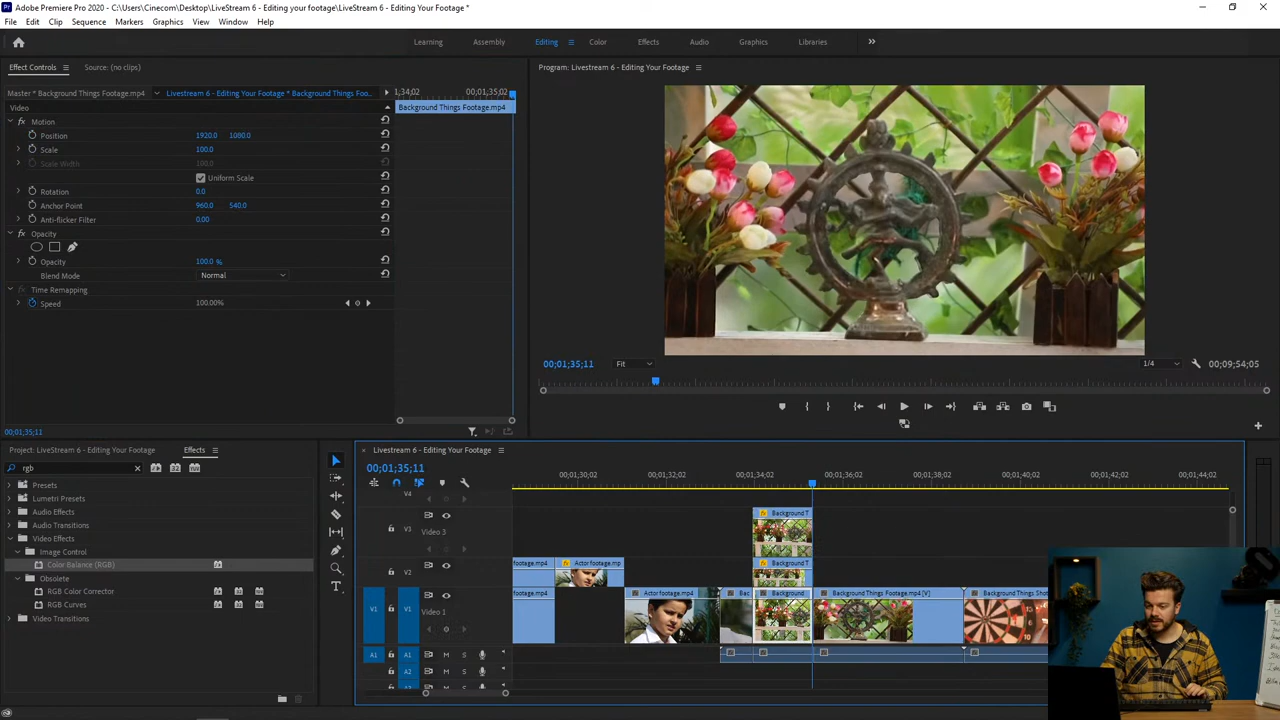 Adobe Premiere Pro 2020 - C:\Users\Cinecom\Desktop\LiveStream 6 - Editing your footage\LiveStream 6 - Editing Your Footage *
File Edit Clip Sequence Markers Graphics View Window Help
Learning Assembly Editing Effects Color Audio Graphics Libraries
Effect Controls Source: (no clips)
Program: Livestream 6 - Editing Your Footage
Master * Background Things Footage.mp4 Livestream 6 - Editing Your Footage * Background Things Foo...
1;34;02 00;01;35;02
Video
Background Things Footage.mp4
Motion
Position 1920.0 1080.0
Scale 100.0
Scale Width 100.0
Uniform Scale
Rotation 0.0
Anchor Point 960.0 540.0
Anti-flicker Filter 0.00
Opacity
Opacity 100.0 %
Blend Mode Normal
Time Remapping
Speed 100.00%
00;01;35;11 Fit 1/4 00;09;54;05
00;01;35;11
Project: LiveStream 6 - Editing Your Footage Effects
rgb
Presets
Lumetri Presets
Audio Effects
Audio Transitions
Video Effects
Image Control
Color Balance (RGB)
Obsolete
RGB Color Corrector
RGB Curves
Video Transitions
Livestream 6 - Editing Your Footage
00;01;35;11
00;01;30;02 00;01;32;02 00;01;34;02 00;01;36;02 00;01;38;02 00;01;40;02 00;01;42;02 00;01;44;02
V4
V3 Video 3
Background T
V2
footage.mp4 Actor footage.mp Background T
V1 V1 Video 1
footage.mp4 Actor footage.mp4 Bac Background Background Things Footage.mp4 [V] Background Things Sho
A1 A1 M S
A2 M S